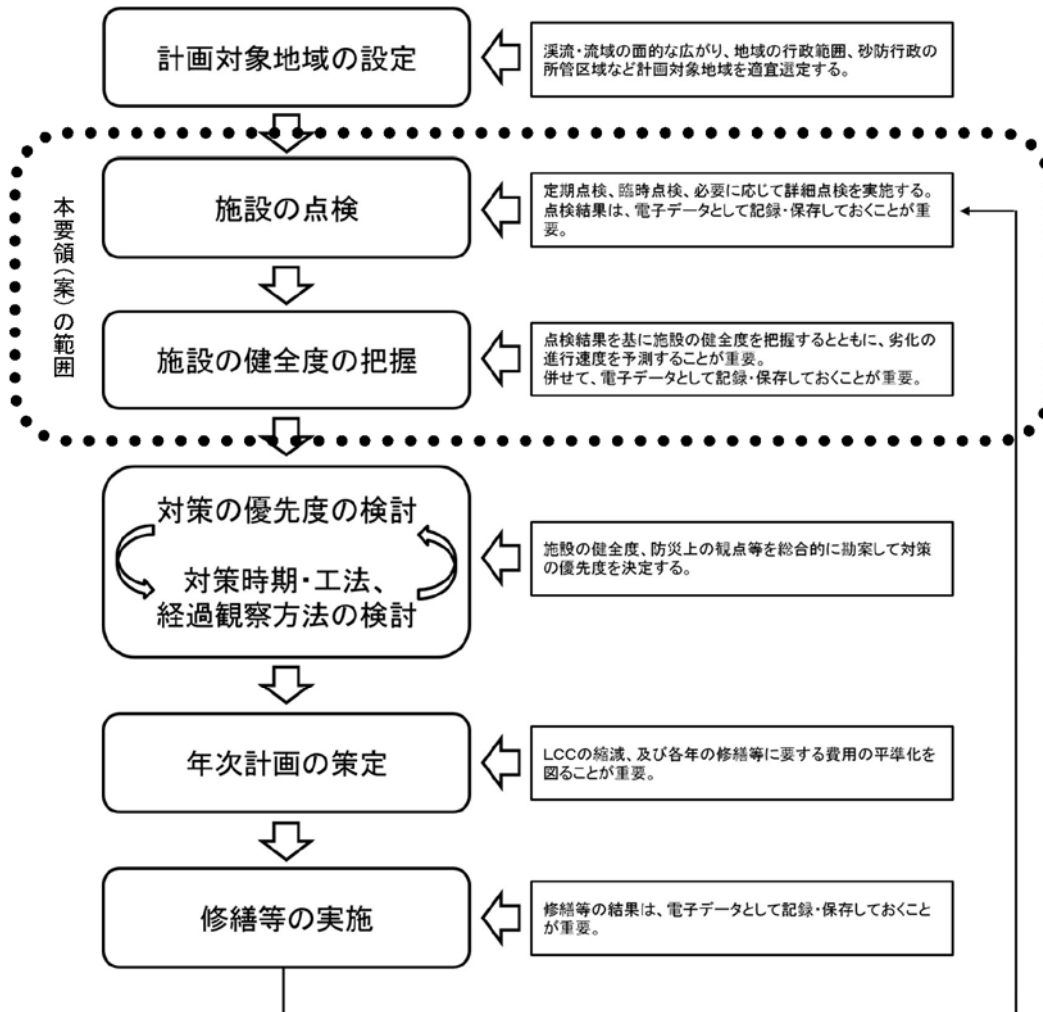 計画対象地域の設定
渓流・流域の面的な広がり、地域の行政範囲、砂防行政の
所管区域など計画対象地域を適宜選定する。
本要領(案)の範囲
施設の点検
定期点検、臨時点検、必要に応じて詳細点検を実施する。
点検結果は、電子データとして記録・保存しておくことが重
要。
施設の健全度の把握
点検結果を基に施設の健全度を把握するとともに、劣化の
進行速度を予測することが重要。
併せて、電子データとして記録・保存しておくことが重要。
対策の優先度の検討
対策時期・工法、
経過観察方法の検討
施設の健全度、防災上の観点等を総合的に勘案して対策
の優先度を決定する。
年次計画の策定
LCCの縮減、及び各年の修繕等に要する費用の平準化を
図ることが重要。
修繕等の実施
修繕等の結果は、電子データとして記録・保存しておくこと
が重要。